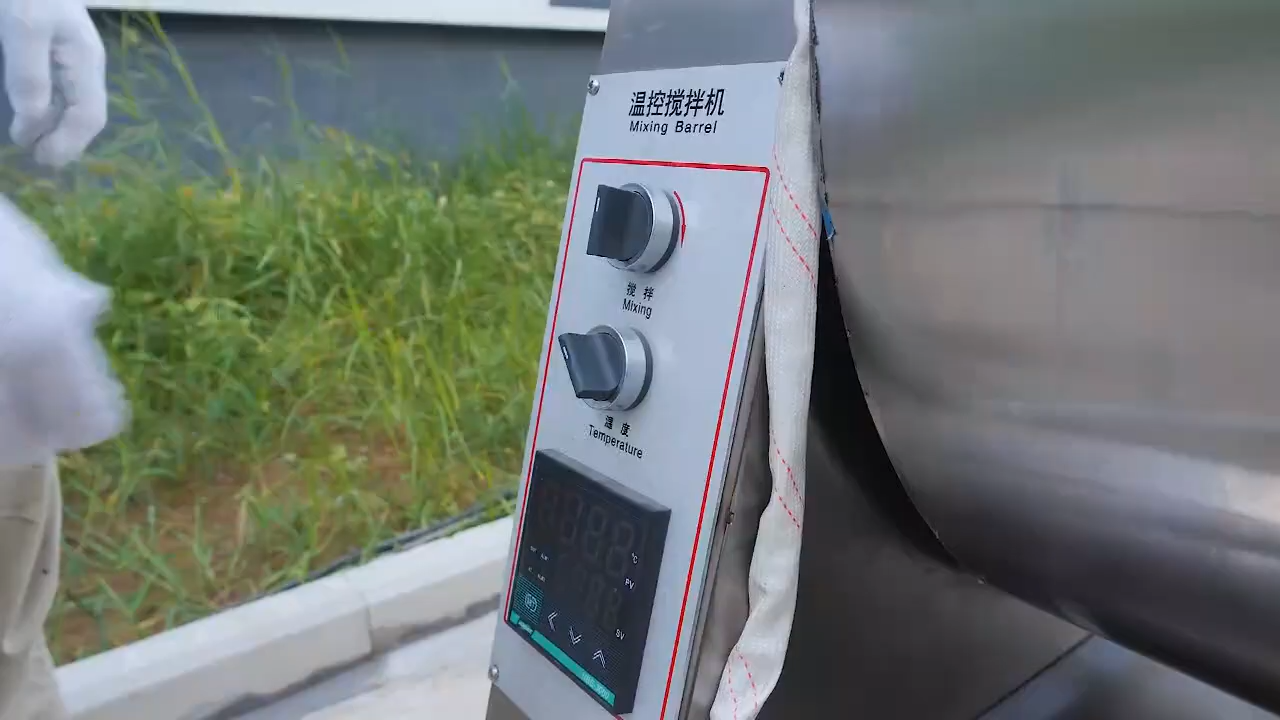 温控搅拌机
Mixing Barrel
搅 拌
Mixing
温 度
Temperature
°C
PV
SV